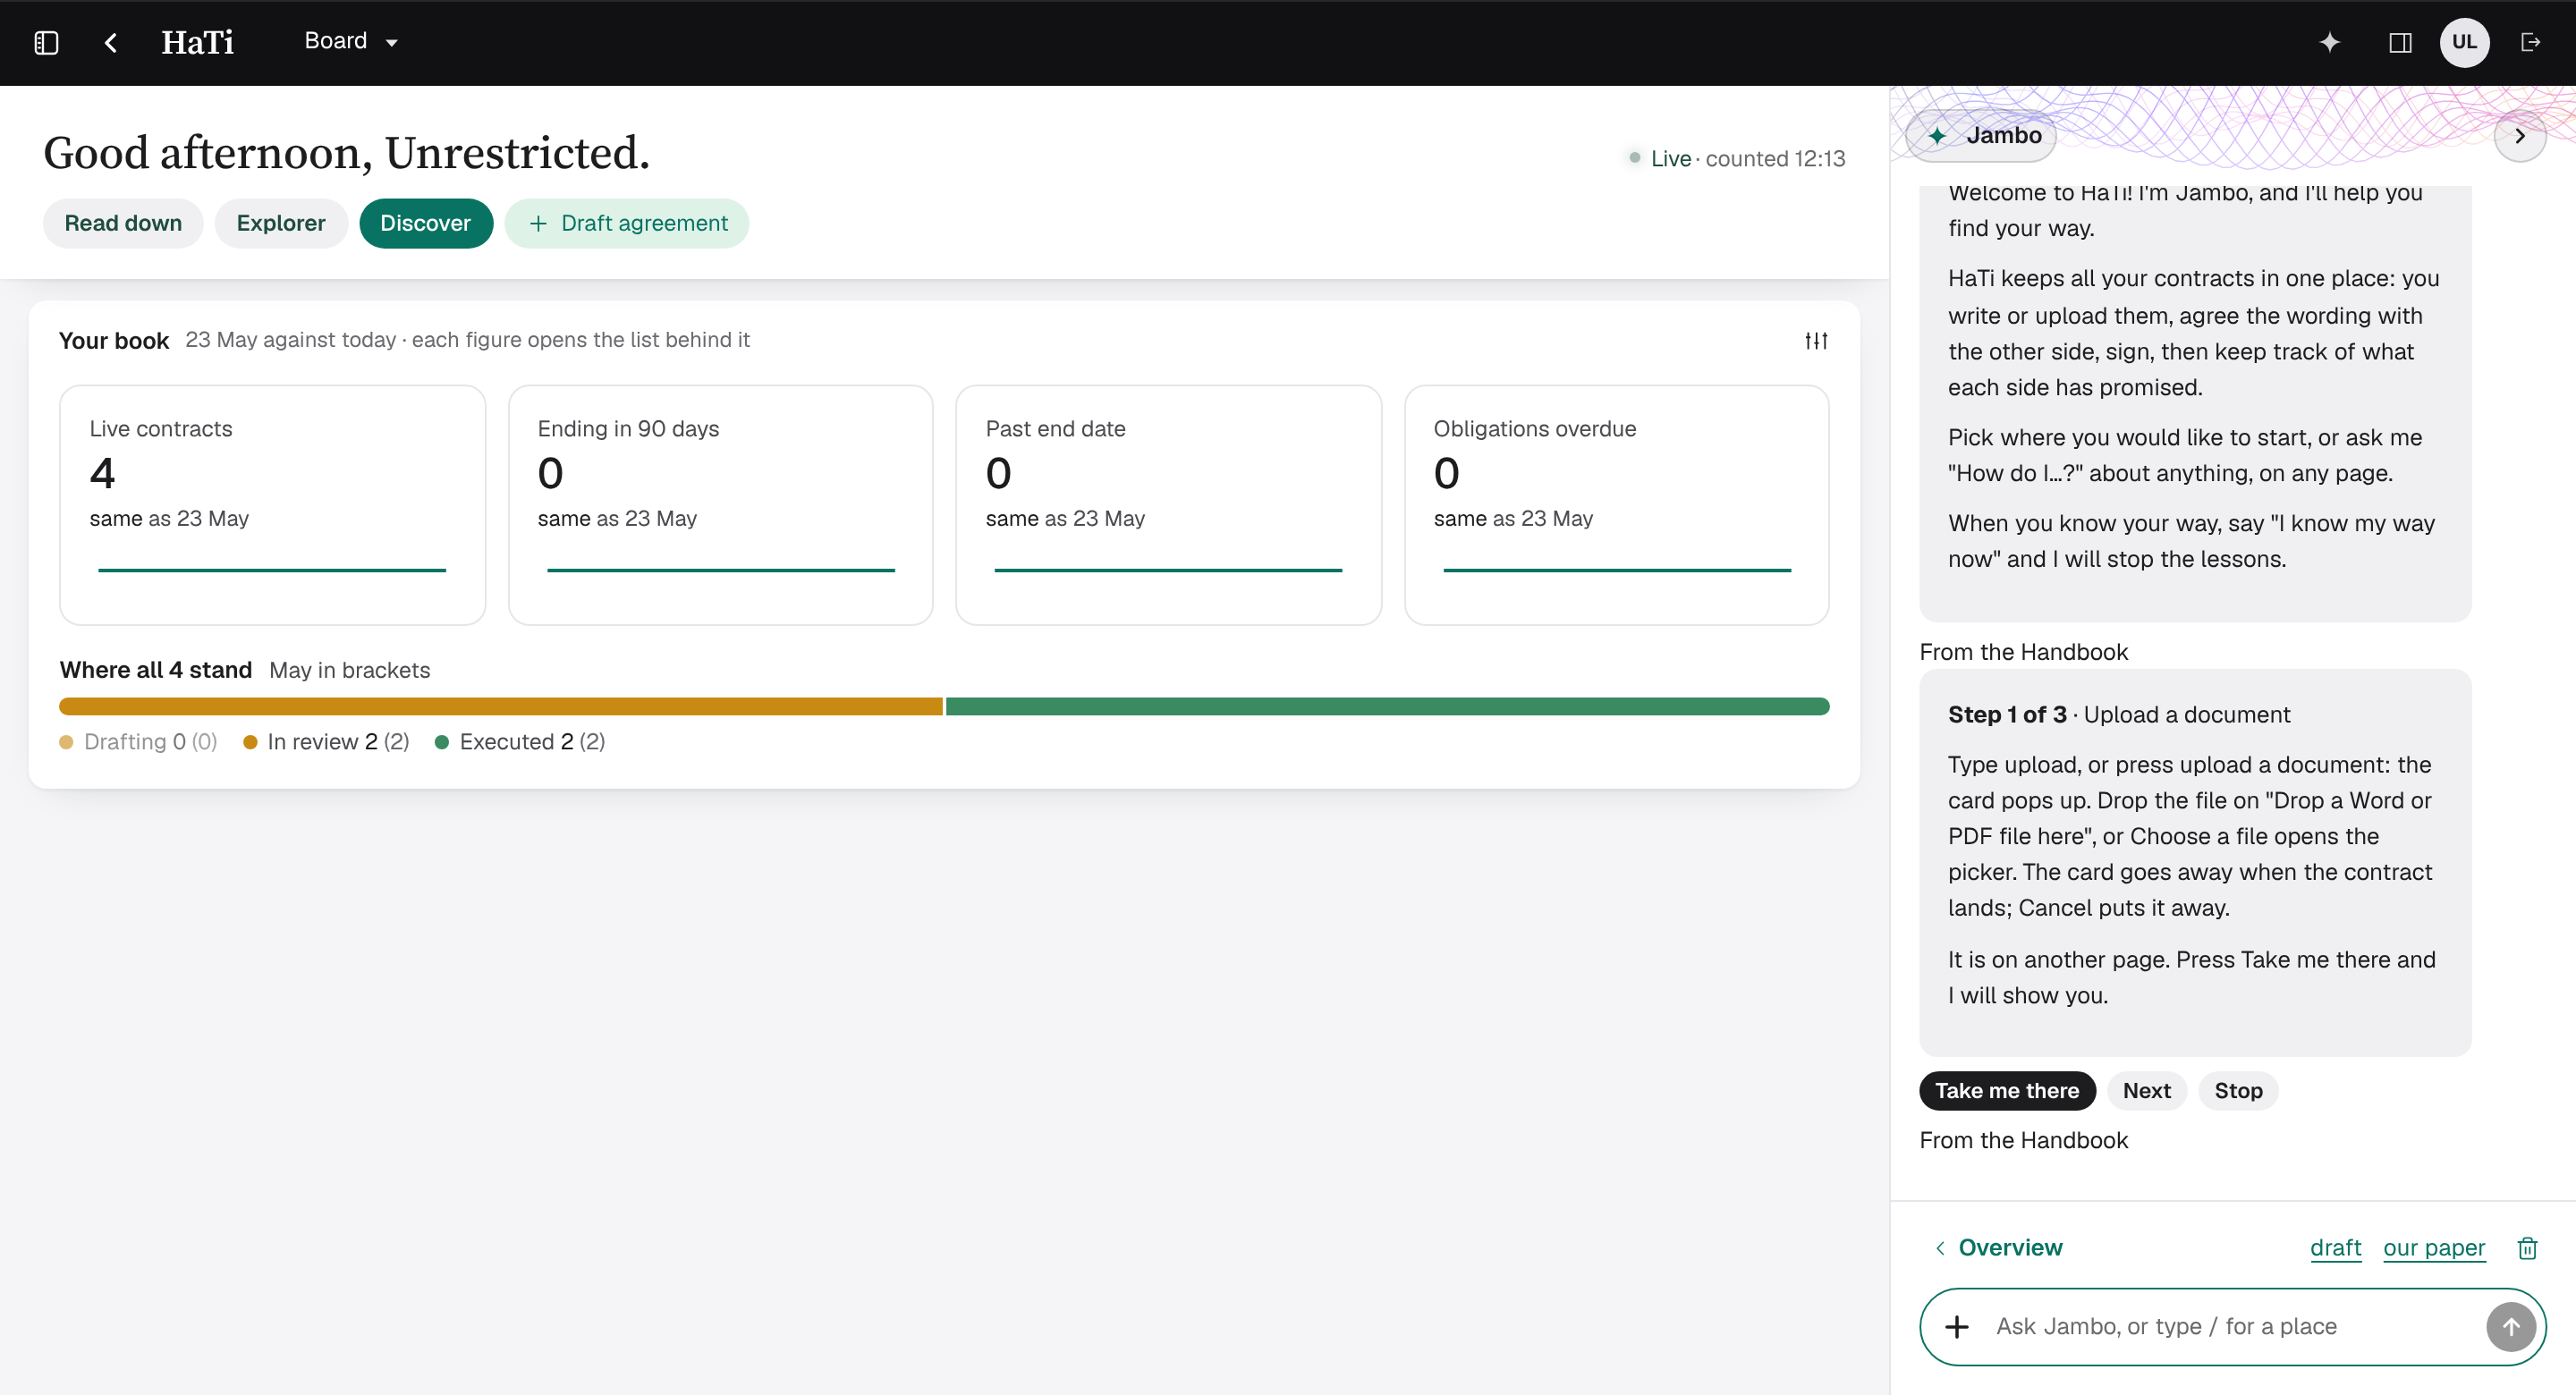 HaTi
Board
UL
Good afternoon, Unrestricted.
Live · counted 12:13
Read down
Explorer
Discover
+ Draft agreement
Your book 23 May against today · each figure opens the list behind it
Live contracts
4
same as 23 May
Ending in 90 days
0
same as 23 May
Past end date
0
same as 23 May
Obligations overdue
0
same as 23 May
Where all 4 stand May in brackets
Drafting 0 (0)
In review 2 (2)
Executed 2 (2)
Jambo
Welcome to HaTi! I'm Jambo, and I'll help you
find your way.
HaTi keeps all your contracts in one place: you
write or upload them, agree the wording with
the other side, sign, then keep track of what
each side has promised.
Pick where you would like to start, or ask me
"How do I...?" about anything, on any page.
When you know your way, say "I know my way
now" and I will stop the lessons.
From the Handbook
Step 1 of 3 · Upload a document
Type upload, or press upload a document: the
card pops up. Drop the file on "Drop a Word or
PDF file here", or Choose a file opens the
picker. The card goes away when the contract
lands; Cancel puts it away.
It is on another page. Press Take me there and
I will show you.
Take me there
Next
Stop
From the Handbook
Overview
draft
our paper
Ask Jambo, or type / for a place